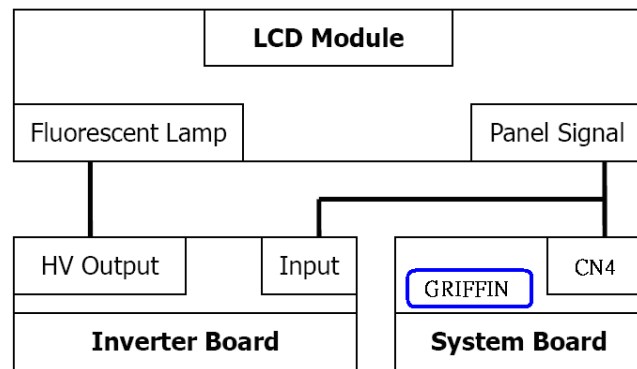 LCD Module
Fluorescent Lamp
Panel Signal
HV Output
Input
CN4
GRIFFIN
Inverter Board
System Board